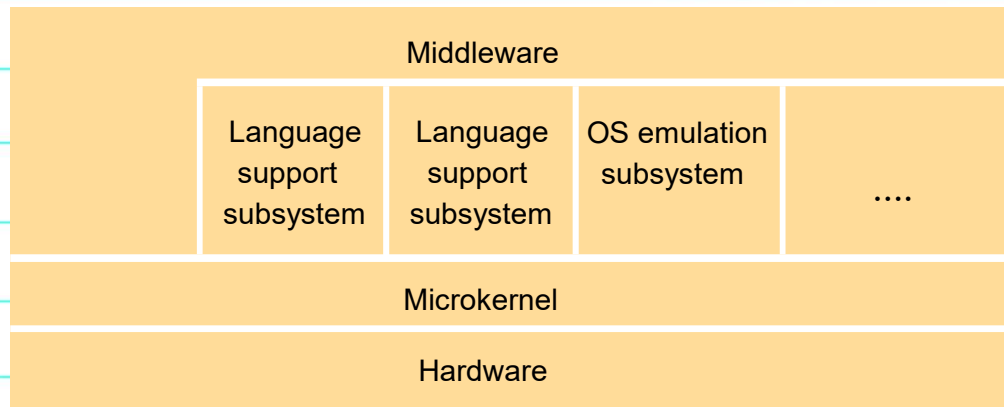 Middleware
Language
support
subsystem
Language
support
subsystem
OS emulation
subsystem
....
Microkernel
Hardware